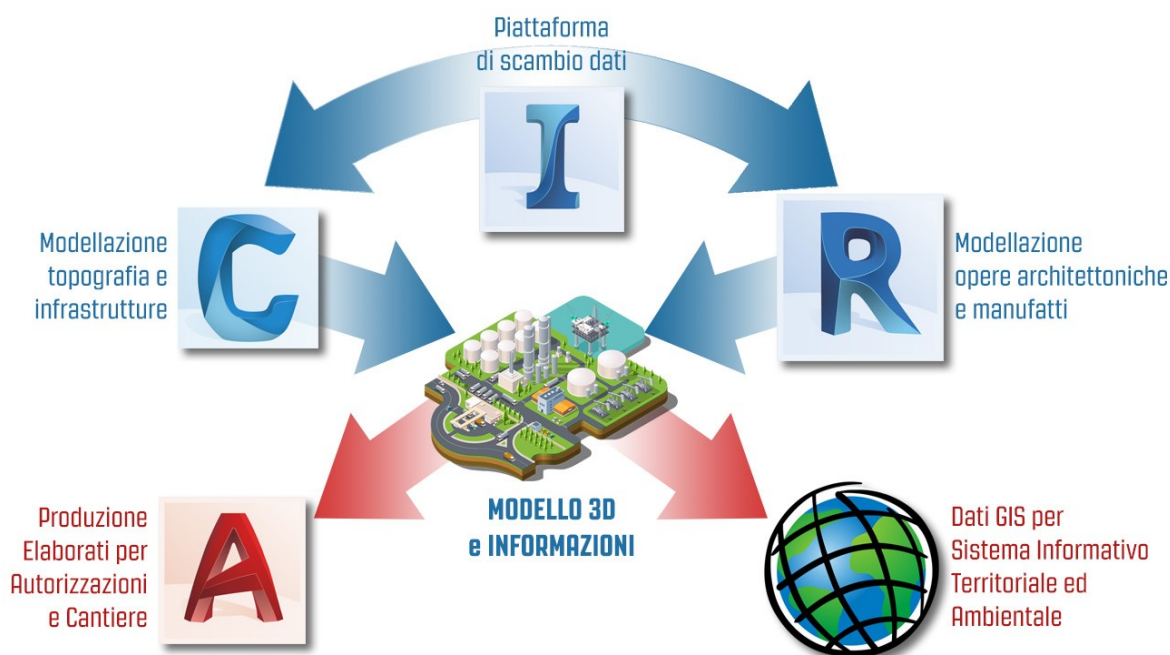 Piattaforma
di scambio dati
I
C
Modellazione
topografia e
infrastrutture
R
Modellazione
opere architettoniche
e manufatti
MODELLO 3D
e INFORMAZIONI
Produzione
Elaborati per
Autorizzazioni
e Cantiere
A
Dati GIS per
Sistema Informativo
Territoriale ed
Ambientale